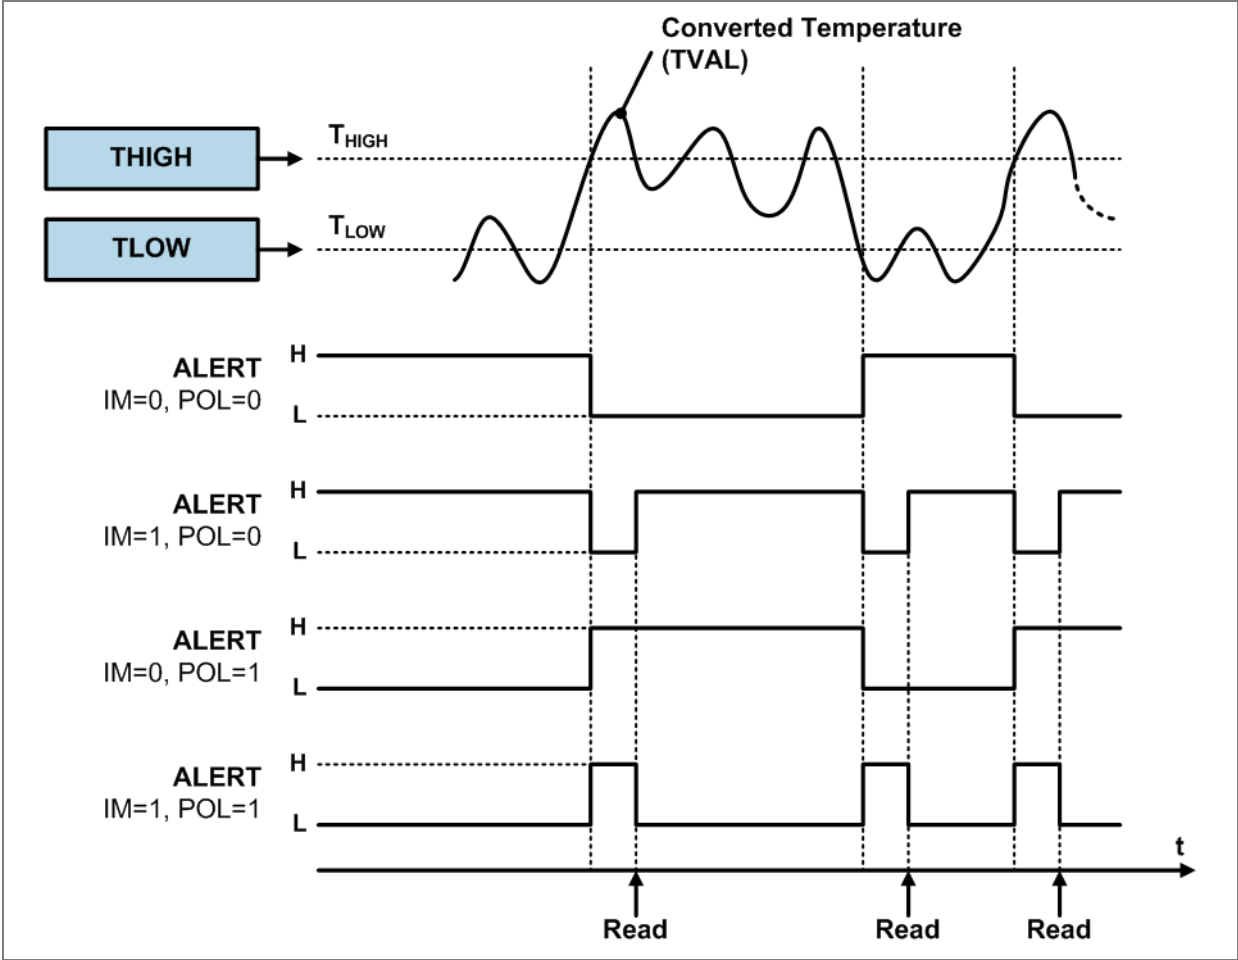 Converted Temperature
(TVAL)
THIGH
THIGH
TLOW
TLOW
ALERT
IM=0, POL=0
H
L
ALERT
IM=1, POL=0
H
L
ALERT
IM=0, POL=1
H
L
ALERT
IM=1, POL=1
H
L
t
Read
Read
Read